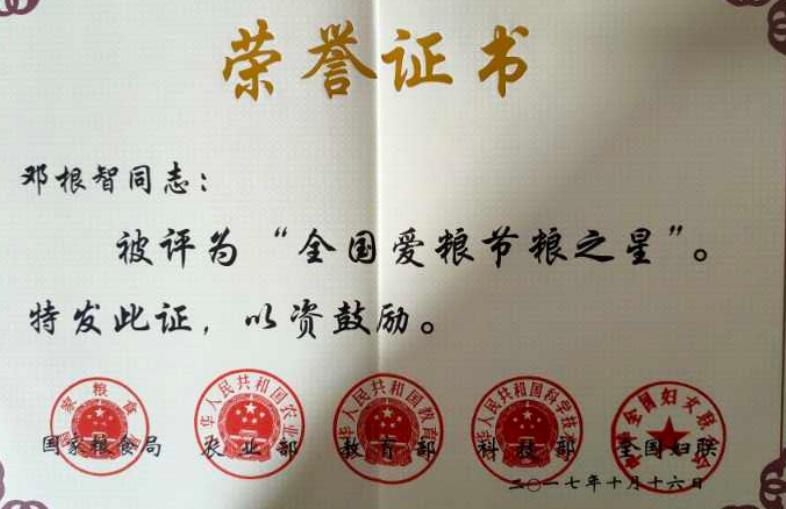 荣誉证书
邓根智同志：
被评为“全国爱粮节粮之星”。
特发此证，以资鼓励。
国家粮食局 农业部 教育部 科技部 全国妇联
二〇一七年十月十六日